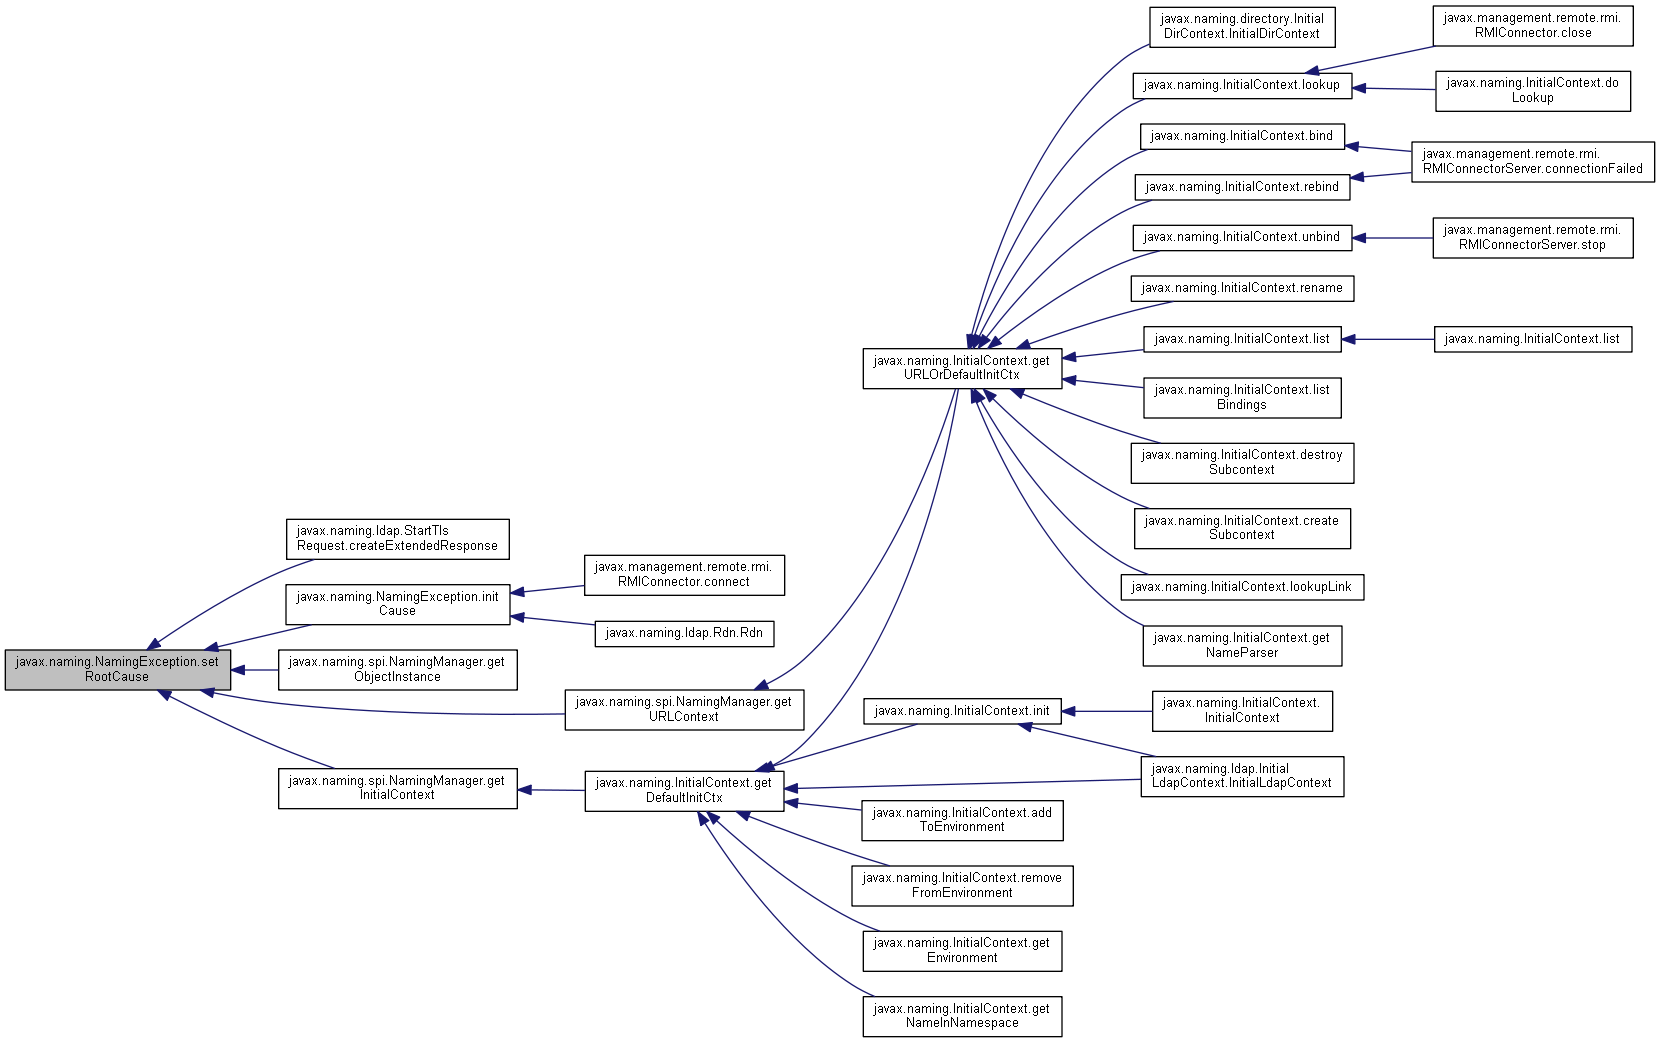 javax.naming.directory.Initial
DirContext.InitialDirContext
javax.management.remote.rmi.
RMIConnector.close
javax.naming.InitialContext.lookup
javax.naming.InitialContext.do
Lookup
javax.naming.InitialContext.bind
javax.management.remote.rmi.
RMIConnectorServer.connectionFailed
javax.naming.InitialContext.rebind
javax.naming.InitialContext.unbind
javax.management.remote.rmi.
RMIConnectorServer.stop
javax.naming.InitialContext.rename
javax.naming.InitialContext.list
javax.naming.InitialContext.list
javax.naming.InitialContext.get
URLOrDefaultInitCtx
javax.naming.InitialContext.list
Bindings
javax.naming.InitialContext.destroy
Subcontext
javax.naming.InitialContext.create
Subcontext
javax.naming.ldap.StartTls
Request.createExtendedResponse
javax.management.remote.rmi.
RMIConnector.connect
javax.naming.InitialContext.lookupLink
javax.naming.NamingException.init
Cause
javax.naming.ldap.Rdn.Rdn
javax.naming.InitialContext.get
NameParser
javax.naming.NamingException.set
RootCause
javax.naming.spi.NamingManager.get
ObjectInstance
javax.naming.spi.NamingManager.get
URLContext
javax.naming.InitialContext.init
javax.naming.InitialContext.
InitialContext
javax.naming.ldap.Initial
LdapContext.InitialLdapContext
javax.naming.spi.NamingManager.get
InitialContext
javax.naming.InitialContext.get
DefaultInitCtx
javax.naming.InitialContext.add
ToEnvironment
javax.naming.InitialContext.remove
FromEnvironment
javax.naming.InitialContext.get
Environment
javax.naming.InitialContext.get
NameInNamespace